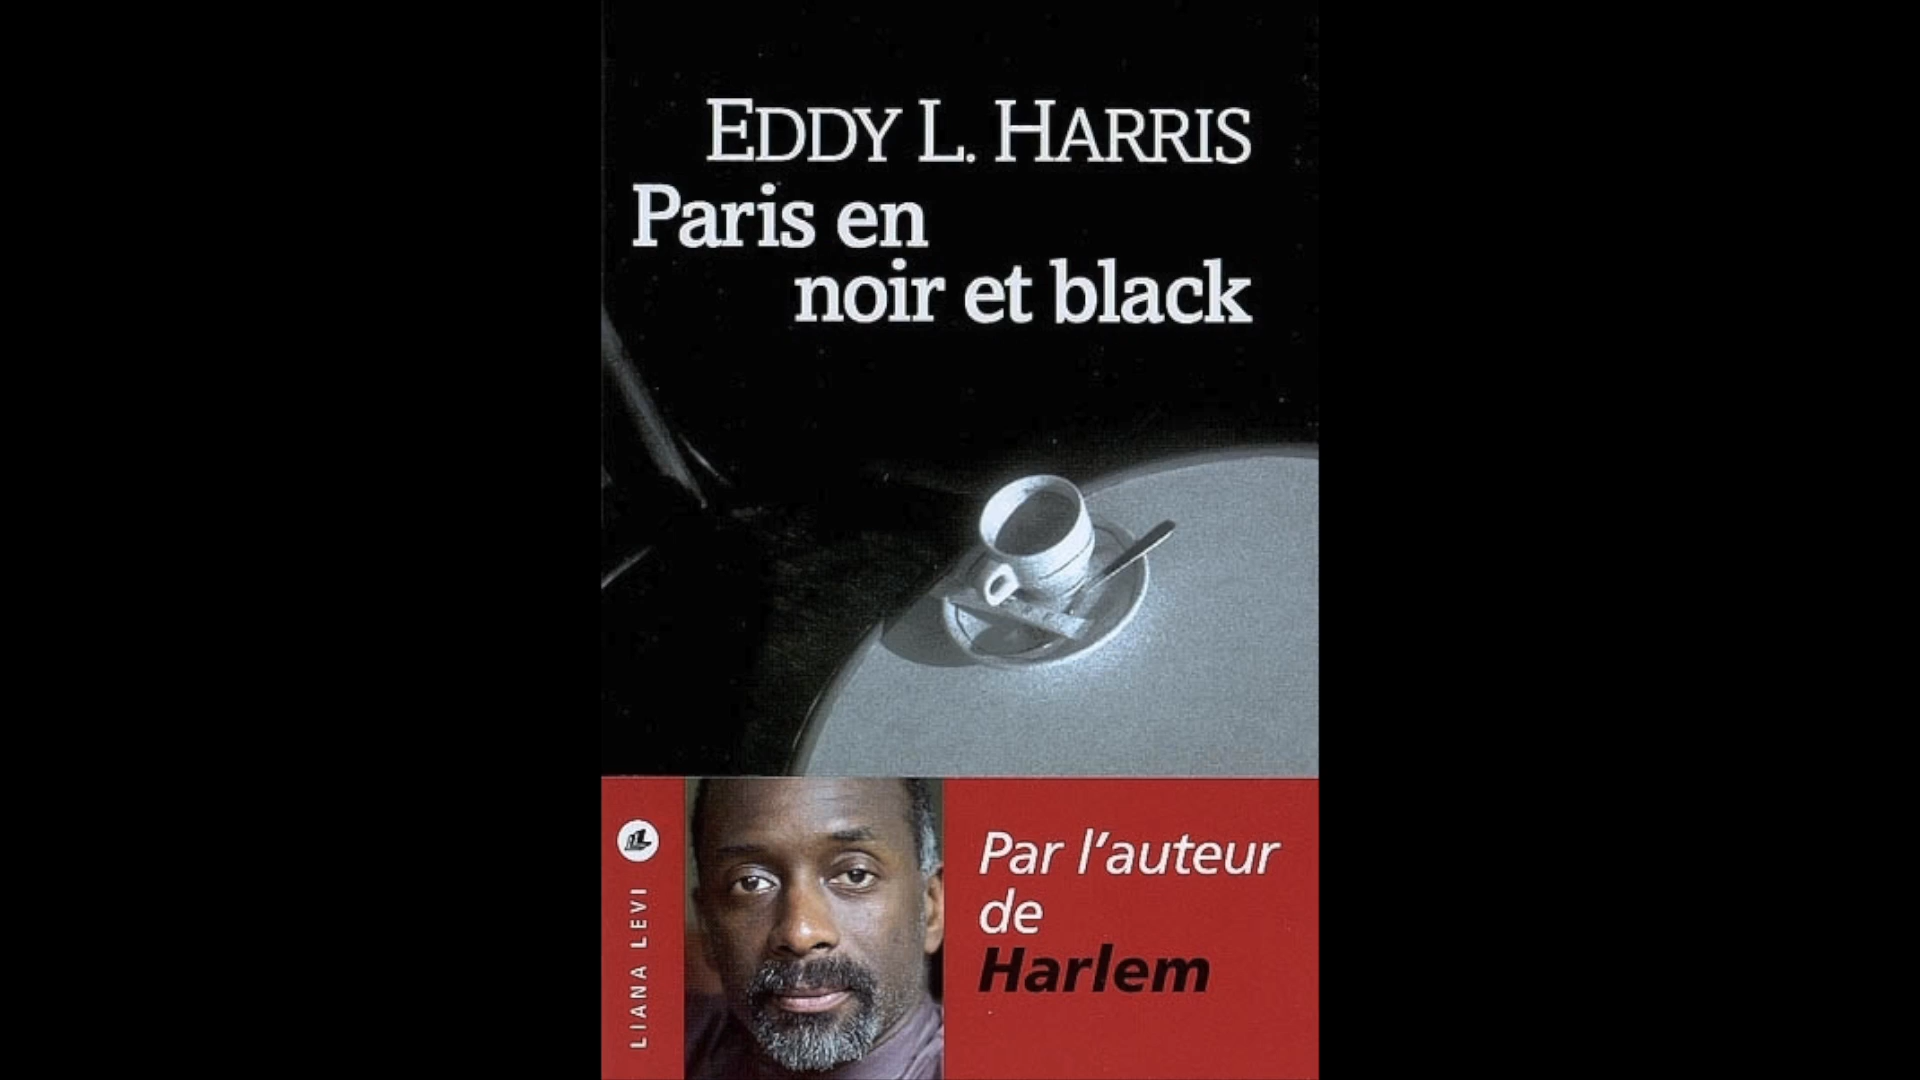 EDDY L. HARRIS
Paris en
noir et black
LIANA LEVI
Par l'auteur
de
Harlem